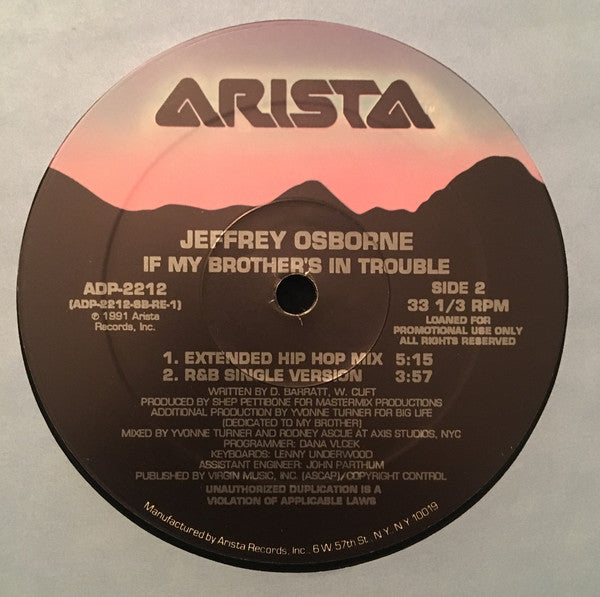 ARISTA
JEFFREY OSBORNE
IF MY BROTHER'S IN TROUBLE
ADP-2212
(ADP-2212-SB-RE-1)
℗ 1991 Arista
Records, Inc.
SIDE 2
33 1/3 RPM
LOANED FOR
PROMOTIONAL USE ONLY
ALL RIGHTS RESERVED
1. EXTENDED HIP HOP MIX 5:15
2. R&B SINGLE VERSION 3:57
WRITTEN BY D. BARRATT, W. CUFT
PRODUCED BY SHEP PETTIBONE FOR MASTERMIX PRODUCTIONS
ADDITIONAL PRODUCTION BY YVONNE TURNER FOR BIG LIFE
(DEDICATED TO MY BROTHER)
MIXED BY YVONNE TURNER AND RODNEY ASCUE AT AXIS STUDIOS, NYC
PROGRAMMER: DANA VLCEK
KEYBOARDS: LENNY UNDERWOOD
ASSISTANT ENGINEER: JOHN PARTHUM
PUBLISHED BY VIRGIN MUSIC, INC. (ASCAP)/COPYRIGHT CONTROL
UNAUTHORIZED DUPLICATION IS A
VIOLATION OF APPLICABLE LAWS
Manufactured by Arista Records, Inc., 6 W 57th St., N.Y., N.Y. 10019